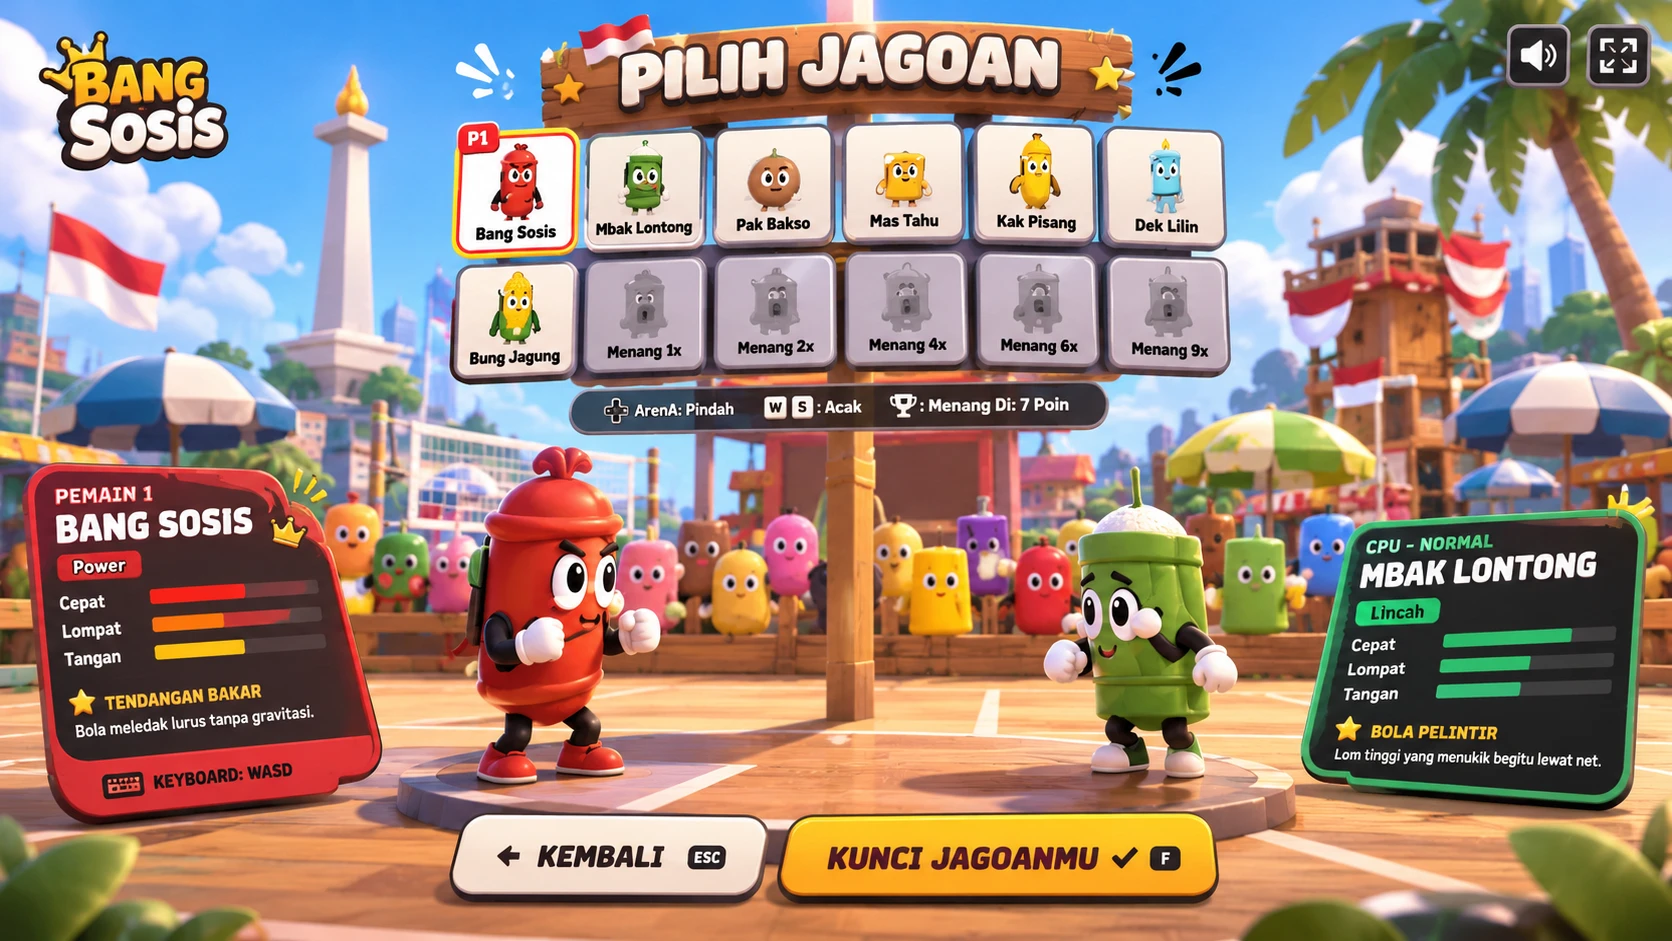 BANG
SOSIS
PILIH JAGOAN
P1
Bang Sosis
Mbak Lontong
Pak Bakso
Mas Tahu
Kak Pisang
Dek Lilin
Bung Jagung
Menang 1x
Menang 2x
Menang 4x
Menang 6x
Menang 9x
ArenA: Pindah
W S : Acak
: Menang Di: 7 Poin
PEMAIN 1
BANG SOSIS
Power
Cepat
Lompat
Tangan
TENDANGAN BAKAR
Bola meledak lurus tanpa gravitasi.
KEYBOARD: WASD
CPU - NORMAL
MBAK LONTONG
Lincah
Cepat
Lompat
Tangan
BOLA PELINTIR
Lom tinggi yang menukik begitu lewat net.
KEMBALI ESC
KUNCI JAGOANMU F